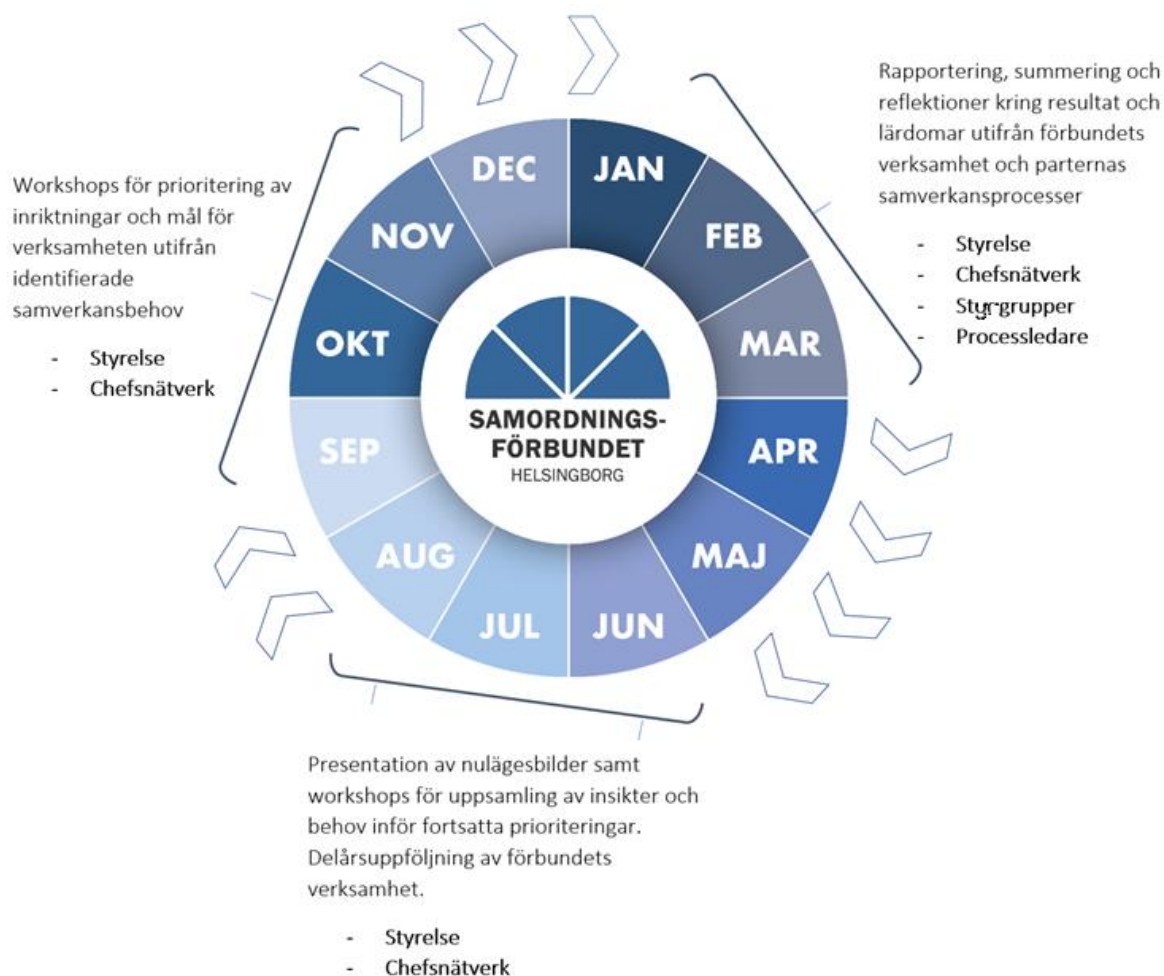 Rapportering, summering och
reflektioner kring resultat och
lärdomar utifrån förbundets
verksamhet och parternas
samverkansprocesser
- Styrelse
- Chefsnätverk
- Styrgrupper
- Processledare
Workshops för prioritering av
inriktningar och mål för
verksamheten utifrån
identifierade
samverkansbehov
- Styrelse
- Chefsnätverk
JAN
FEB
MAR
APR
MAJ
JUN
JUL
AUG
SEP
OKT
NOV
DEC
SAMORDNINGS-
FÖRBUNDET
HELSINGBORG
Presentation av nulägesbilder samt
workshops för uppsamling av insikter och
behov inför fortsatta prioriteringar.
Delårsuppföljning av förbundets
verksamhet.
- Styrelse
- Chefsnätverk